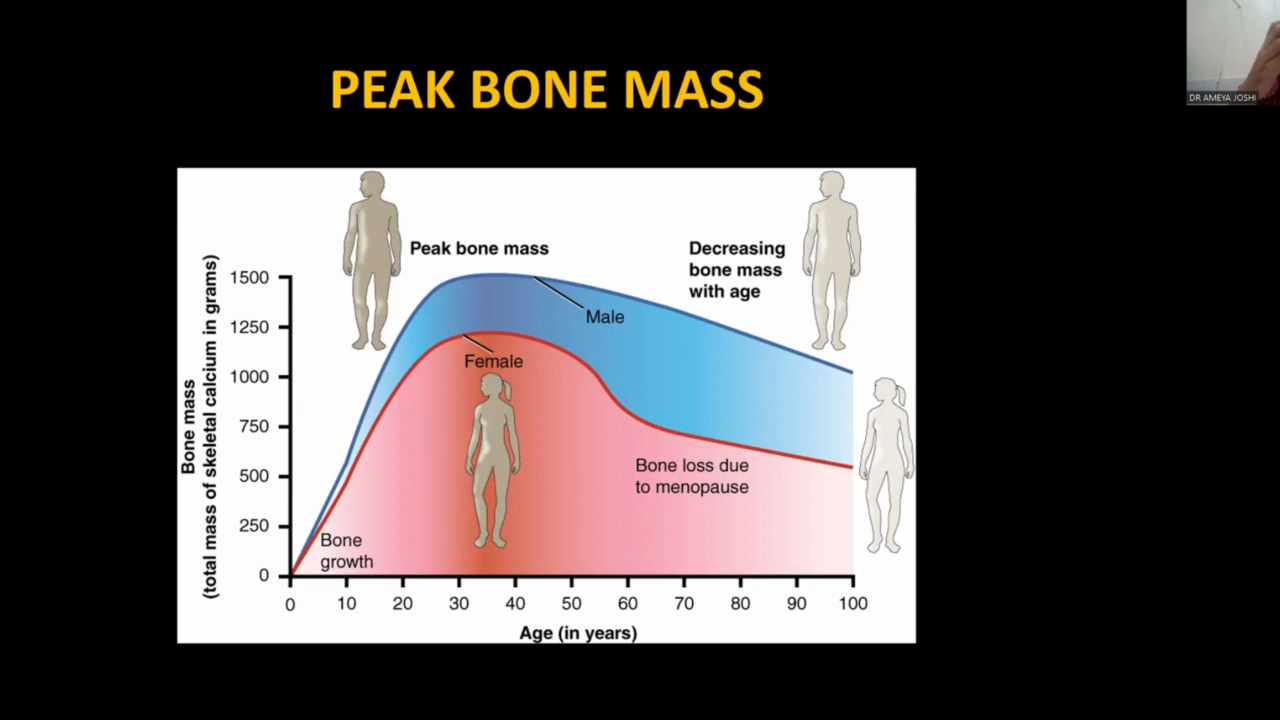 PEAK BONE MASS
DR AMEYA JOSHI
Peak bone mass
Decreasing
bone mass
with age
Male
Female
Bone loss due
to menopause
Bone
growth
Bone mass
(total mass of skeletal calcium in grams)
1500
1250
1000
750
500
250
0
0 10 20 30 40 50 60 70 80 90 100
Age (in years)